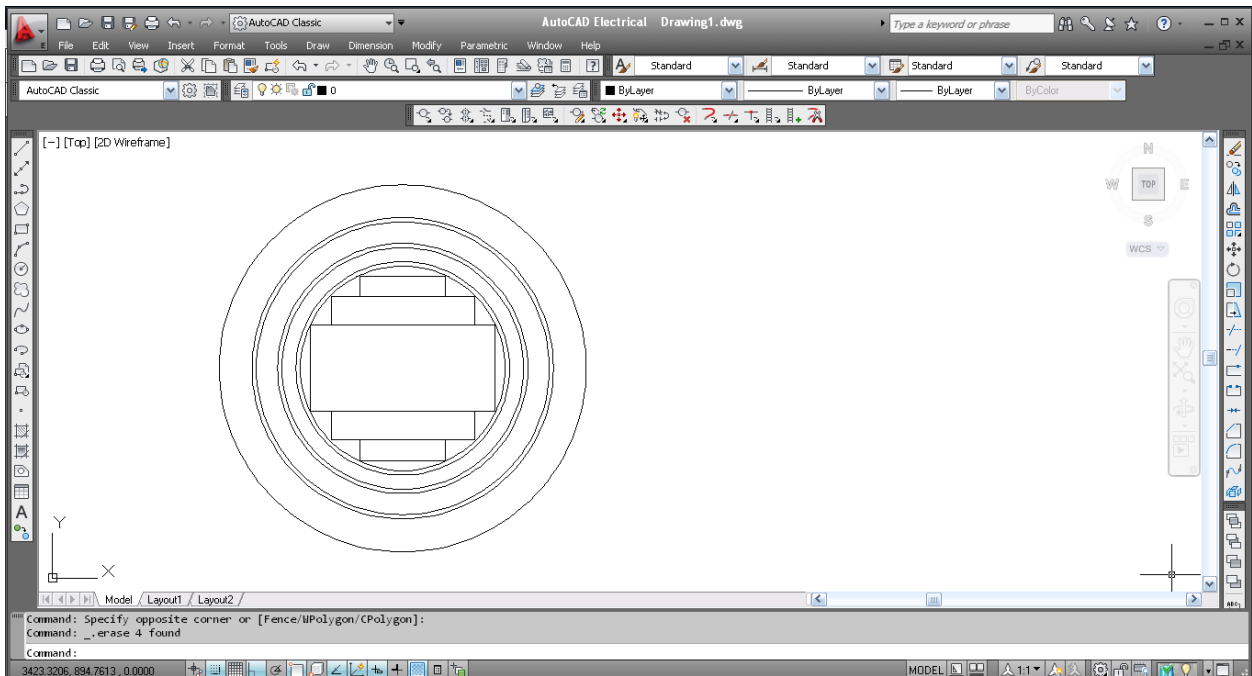 AutoCAD Classic
AutoCAD Electrical Drawing1.dwg
Type a keyword or phrase
File Edit View Insert Format Tools Draw Dimension Modify Parametric Window Help
Standard Standard Standard Standard
AutoCAD Classic 0 ByLayer ByLayer ByLayer ByColor
[-] [Top] [2D Wireframe]
N
W TOP E
S
WCS
A
Y
X
Model Layout1 Layout2
Command: Specify opposite corner or [Fence/WPolygon/CPolygon]:
Command: _.erase 4 found
Command:
3423.3206, 894.7613, 0.0000 MODEL 1:1